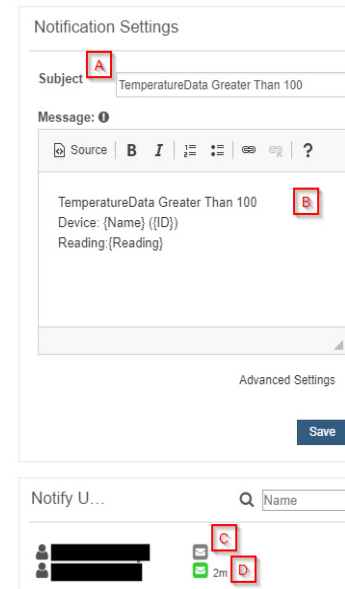 Notification Settings
A
Subject
TemperatureData Greater Than 100
Message:
Source B I ?
TemperatureData Greater Than 100
B
Device: {Name} ({ID})
Reading:{Reading}
Advanced Settings
Save
Notify U...
Name
C
2m D